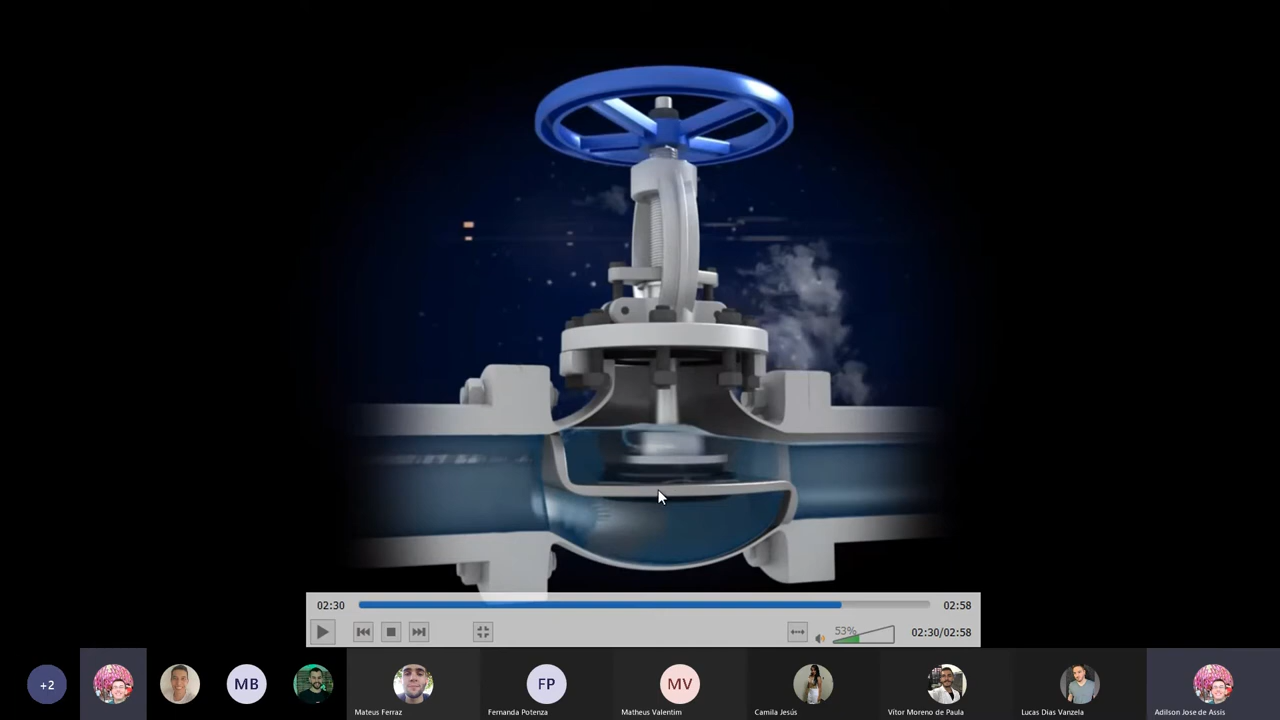 02:30
02:58
53%
02:30/02:58
+2
MB
FP
MV
Mateus Ferraz
Fernanda Potenza
Matheus Valentim
Camila Jesús
Vítor Moreno de Paula
Lucas Dias Vanzela
Adilson Jose de Assis